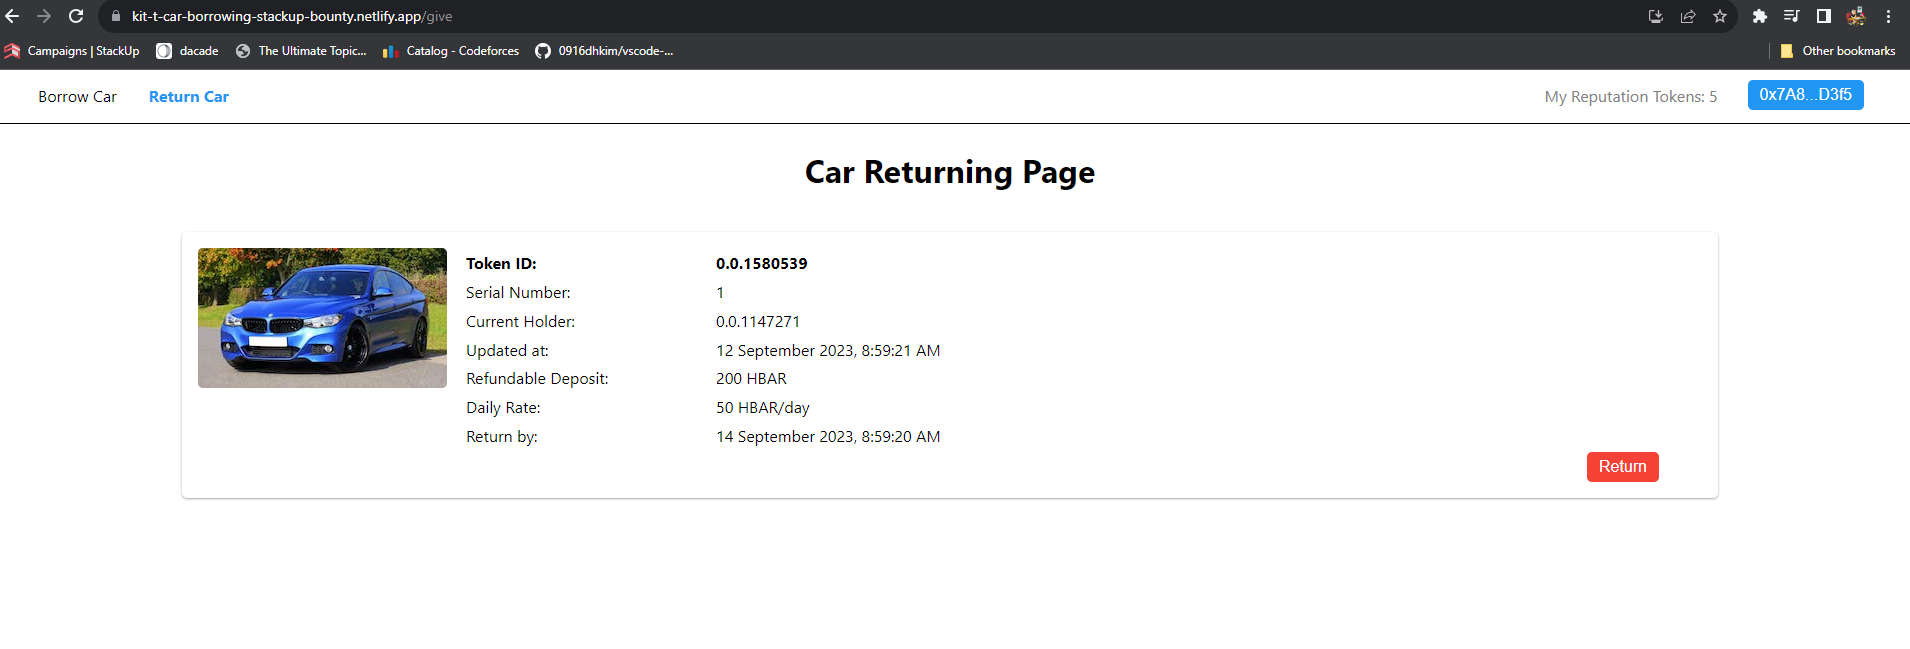 kit-t-car-borrowing-stackup-bounty.netlify.app/give
Campaigns | StackUp dacade The Ultimate Topic... Catalog - Codeforces 0916dhkim/vscode-... Other bookmarks
Borrow Car Return Car My Reputation Tokens: 5 0x7A8...D3f5
Car Returning Page
Token ID: 0.0.1580539
Serial Number: 1
Current Holder: 0.0.1147271
Updated at: 12 September 2023, 8:59:21 AM
Refundable Deposit: 200 HBAR
Daily Rate: 50 HBAR/day
Return by: 14 September 2023, 8:59:20 AM
Return